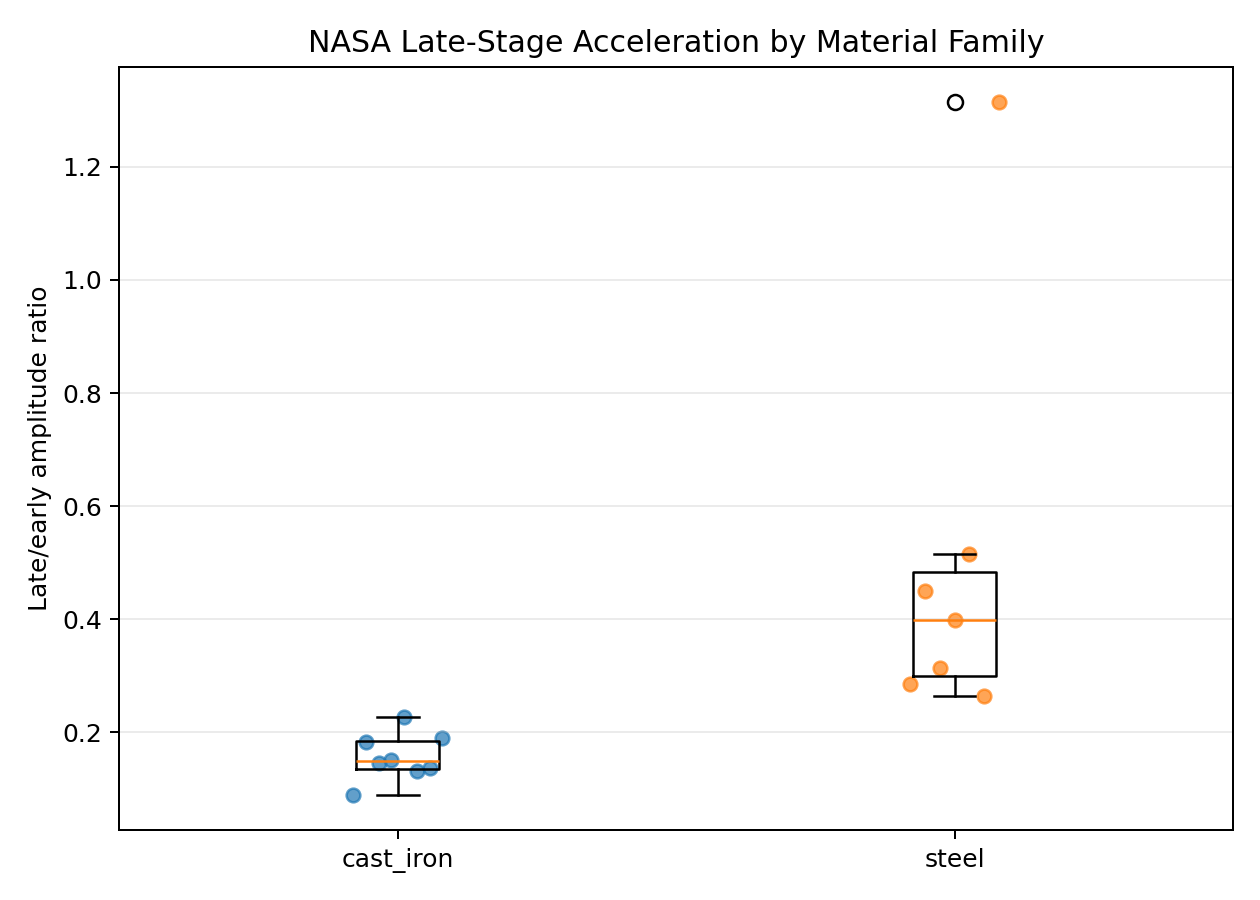 NASA Late-Stage Acceleration by Material Family
Late/early amplitude ratio
1.2
1.0
0.8
0.6
0.4
0.2
cast_iron
steel